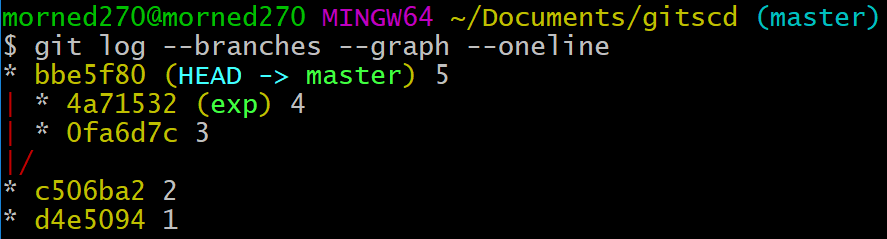 morned270@morned270 MINGW64 ~/Documents/gitscd (master)
$ git log --branches --graph --oneline
* bbe5f80 (HEAD -> master) 5
| * 4a71532 (exp) 4
| * 0fa6d7c 3
|/
* c506ba2 2
* d4e5094 1